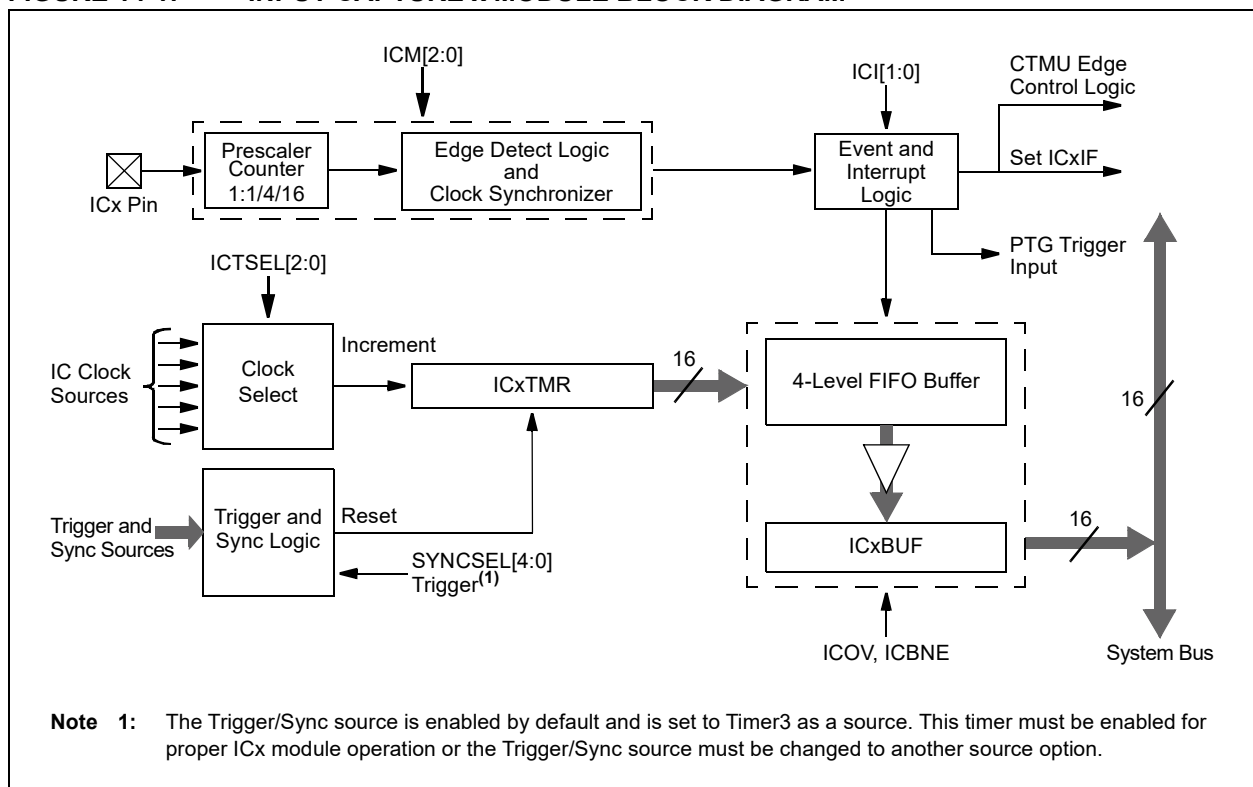 ICM[2:0]
ICI[1:0]
CTMU Edge
Control Logic
Prescaler
Counter
1:1/4/16
Edge Detect Logic
and
Clock Synchronizer
Event and
Interrupt
Logic
Set ICxIF
ICx Pin
PTG Trigger
Input
ICTSEL[2:0]
IC Clock
Sources
Clock
Select
Increment
ICxTMR
16
4-Level FIFO Buffer
16
Trigger and
Sync Sources
Trigger and
Sync Logic
Reset
SYNCSEL[4:0]
Trigger(1)
ICxBUF
16
ICOV, ICBNE
System Bus
Note 1: The Trigger/Sync source is enabled by default and is set to Timer3 as a source. This timer must be enabled for
proper ICx module operation or the Trigger/Sync source must be changed to another source option.